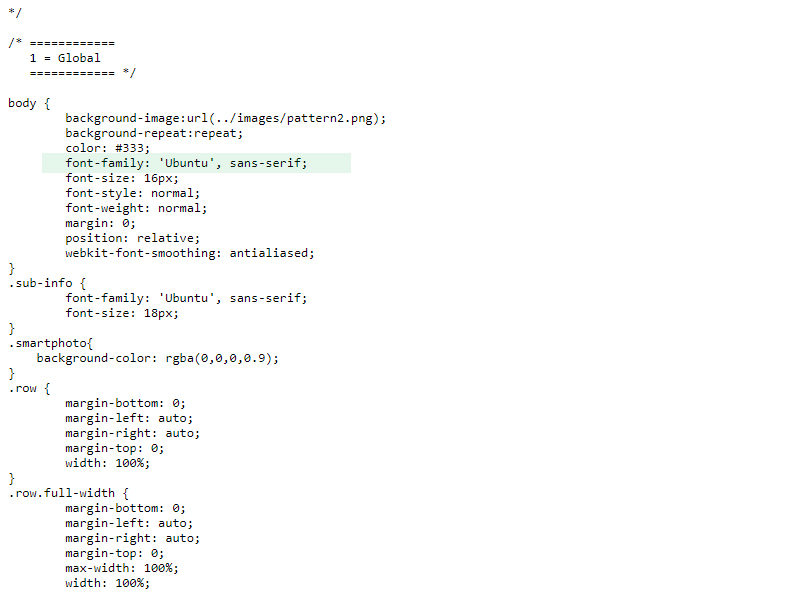 */
/* ============
1 = Global
============ */
body {
background-image:url(../images/pattern2.png);
background-repeat:repeat;
color: #333;
font-family: 'Ubuntu', sans-serif;
font-size: 16px;
font-style: normal;
font-weight: normal;
margin: 0;
position: relative;
webkit-font-smoothing: antialiased;
}
.sub-info {
font-family: 'Ubuntu', sans-serif;
font-size: 18px;
}
.smartphoto{
background-color: rgba(0,0,0,0.9);
}
.row {
margin-bottom: 0;
margin-left: auto;
margin-right: auto;
margin-top: 0;
width: 100%;
}
.row.full-width {
margin-bottom: 0;
margin-left: auto;
margin-right: auto;
margin-top: 0;
max-width: 100%;
width: 100%;